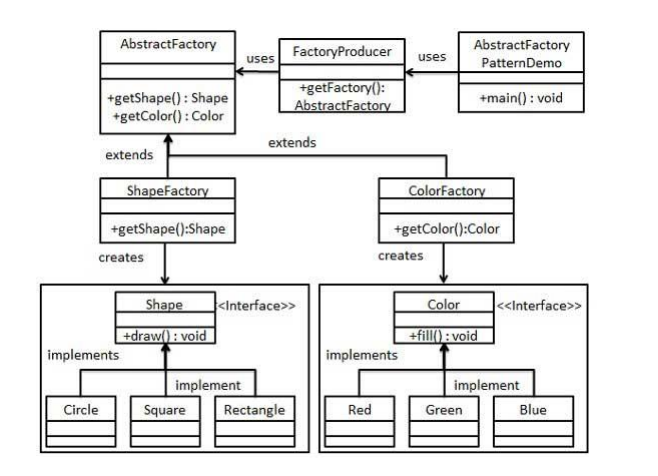 AbstractFactory
+getShape() : Shape
+getColor() : Color
uses
FactoryProducer
+getFactory():
AbstractFactory
uses
AbstractFactory
PatternDemo
+main() : void
extends
extends
ShapeFactory
+getShape():Shape
ColorFactory
+getColor():Color
creates
creates
Shape
<Interface>>
+draw() : void
implements
implement
Circle
Square
Rectangle
Color
<<Interface>>
+fill() : void
implements
implement
Red
Green
Blue